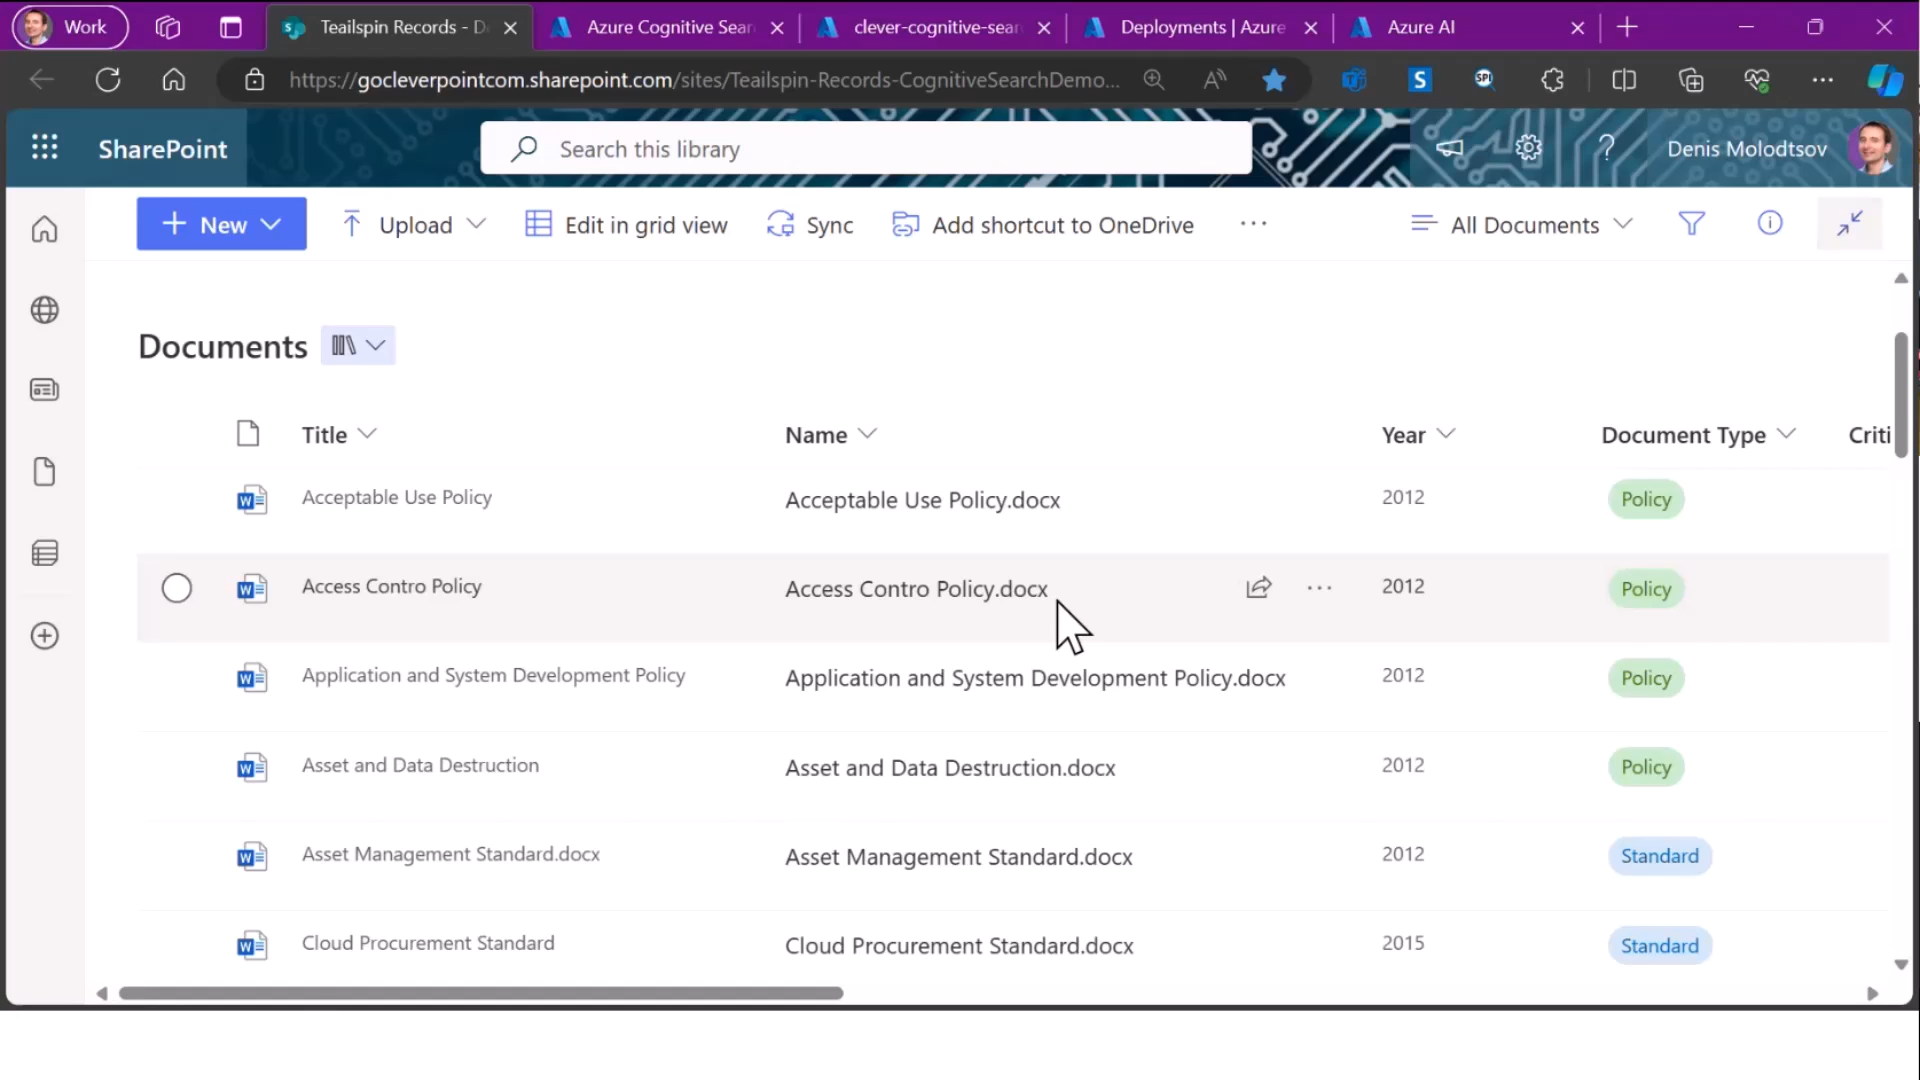 Work
Teailspin Records - D
Azure Cognitive Sear
clever-cognitive-sear
Deployments | Azure
Azure AI
https://gocleverpointcom.sharepoint.com/sites/Teailspin-Records-CognitiveSearchDemo...
SharePoint
Search this library
Denis Molodtsov
New
Upload
Edit in grid view
Sync
Add shortcut to OneDrive
All Documents
Documents
Title Name Year Document Type Criti
Acceptable Use Policy Acceptable Use Policy.docx 2012 Policy
Access Contro Policy Access Contro Policy.docx 2012 Policy
Application and System Development Policy Application and System Development Policy.docx 2012 Policy
Asset and Data Destruction Asset and Data Destruction.docx 2012 Policy
Asset Management Standard.docx Asset Management Standard.docx 2012 Standard
Cloud Procurement Standard Cloud Procurement Standard.docx 2015 Standard